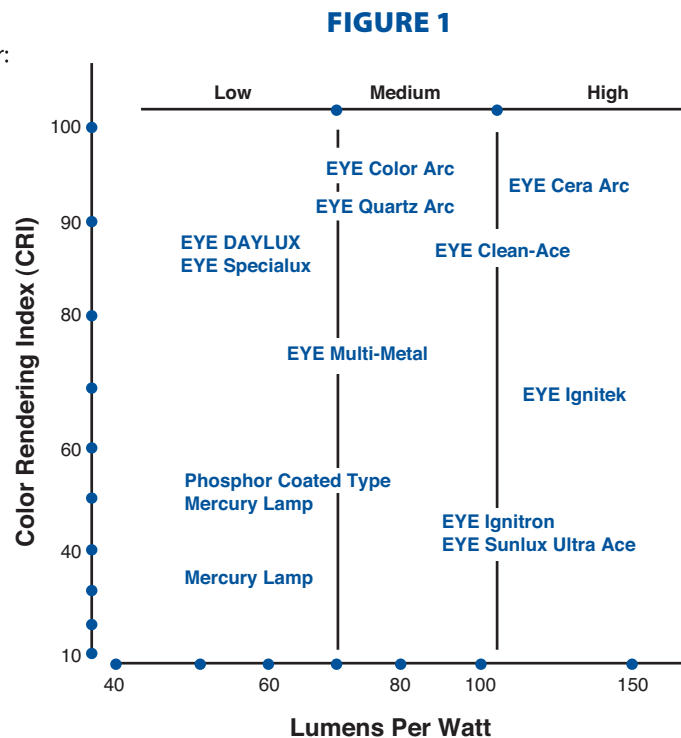 FIGURE 1
r:
Low Medium High
100
EYE Color Arc
EYE Cera Arc
EYE Quartz Arc
90
EYE DAYLUX
EYE Specialux
EYE Clean-Ace
80
EYE Multi-Metal
EYE Ignitek
60
Phosphor Coated Type
Mercury Lamp
EYE Ignitron
EYE Sunlux Ultra Ace
40
Mercury Lamp
10
Color Rendering Index (CRI)
40 60 80 100 150
Lumens Per Watt